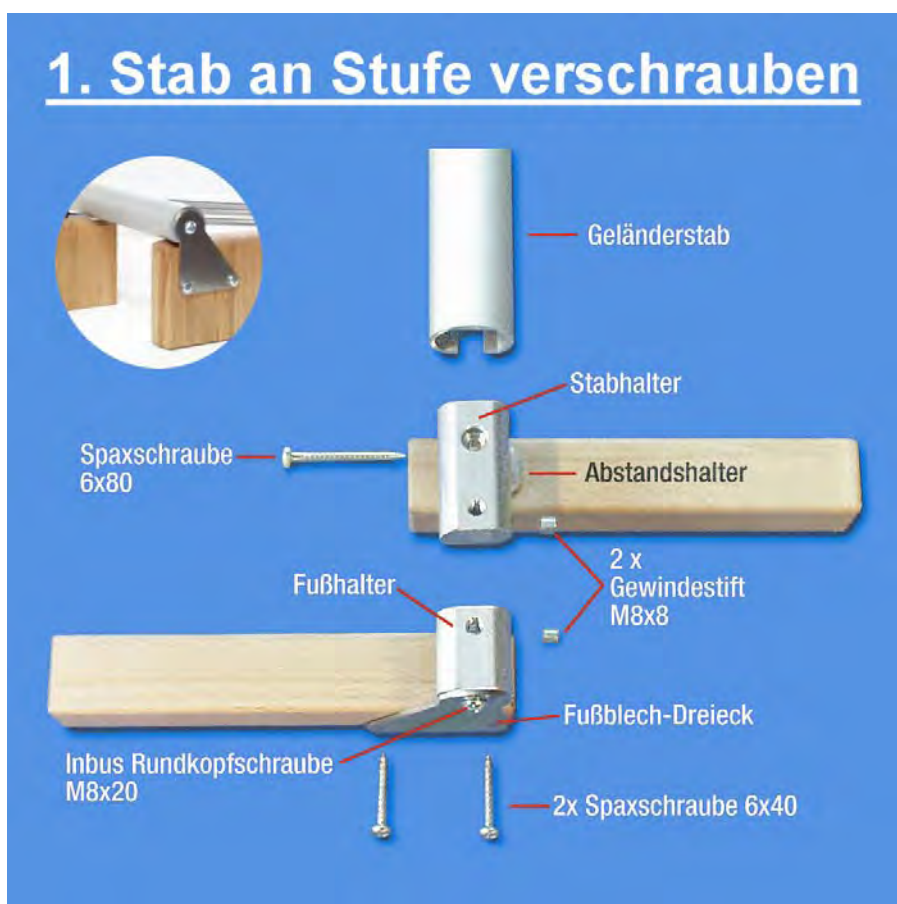 1. Stab an Stufe verschrauben
Geländerstab
Stabhalter
Spaxschraube
6x80
Abstandshalter
2 x
Gewindestift
M8x8
Fußhalter
Fußblech-Dreieck
Inbus Rundkopfschraube
M8x20
2x Spaxschraube 6x40